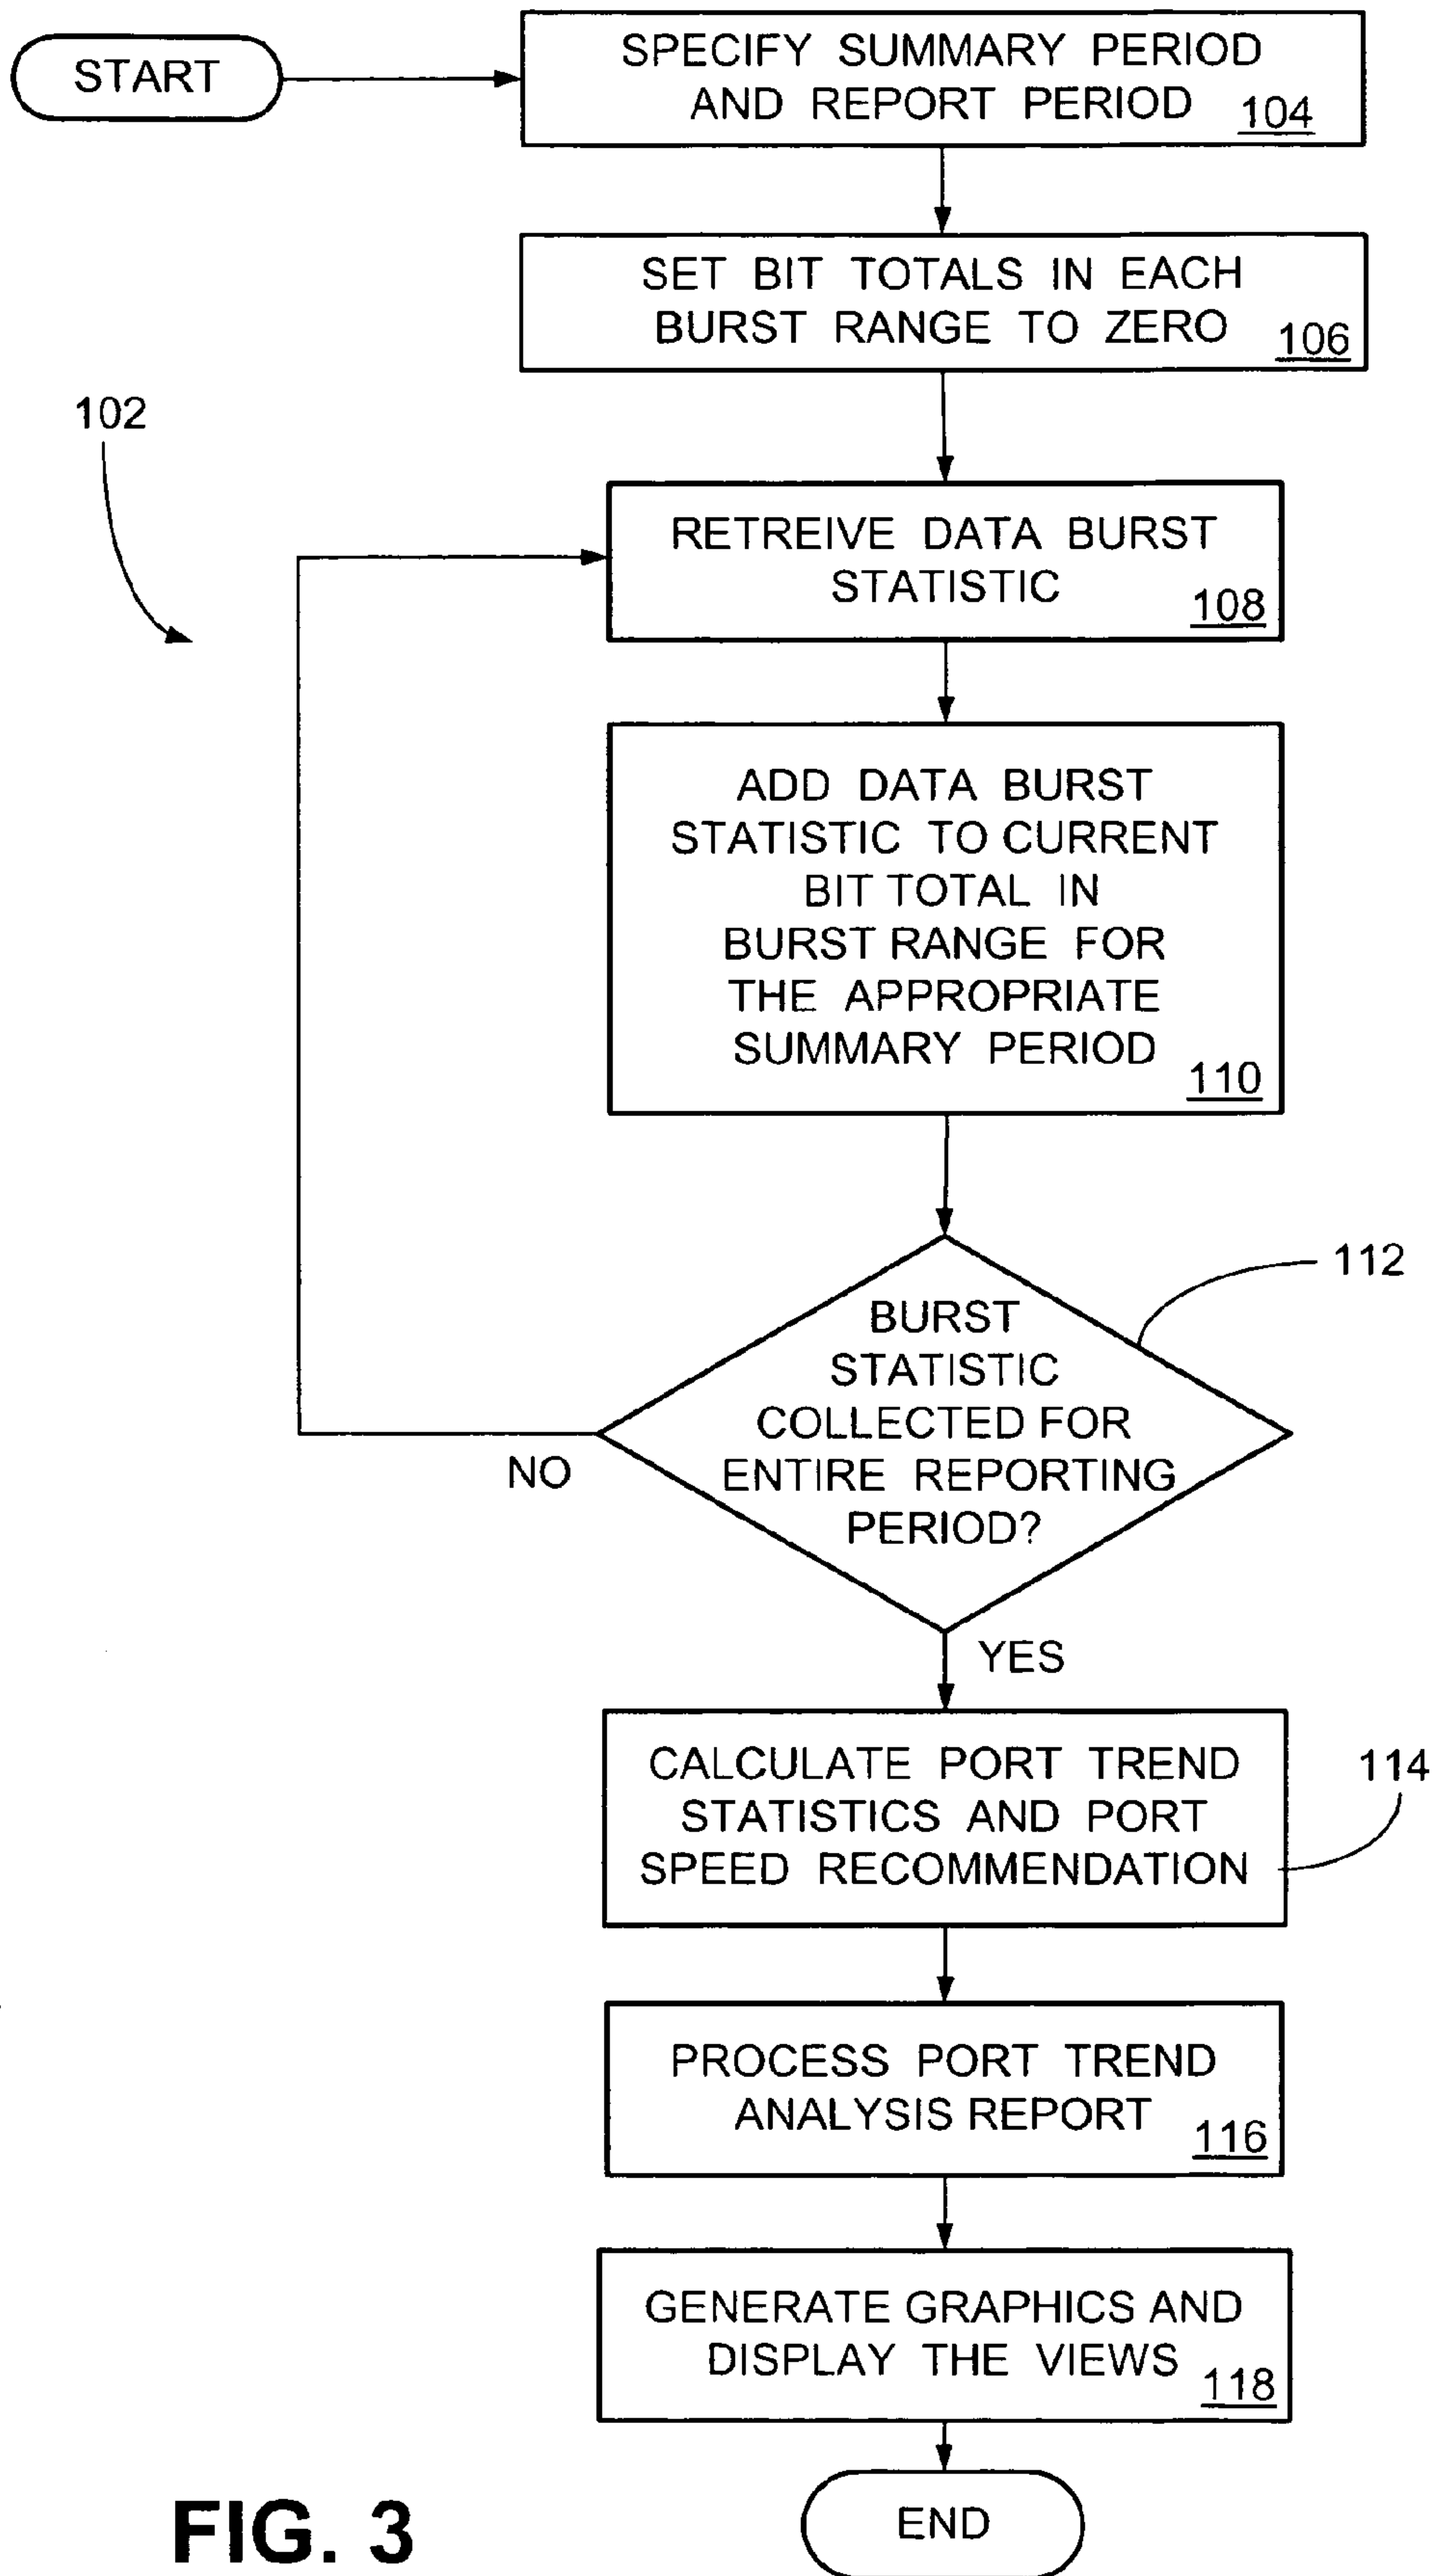 START
SPECIFY SUMMARY PERIOD
AND REPORT PERIOD 104
SET BIT TOTALS IN EACH
BURST RANGE TO ZERO 106
102
RETREIVE DATA BURST
STATISTIC 108
ADD DATA BURST
STATISTIC TO CURRENT
BIT TOTAL IN
BURST RANGE FOR
THE APPROPRIATE
SUMMARY PERIOD
110
112
BURST
STATISTIC
COLLECTED FOR
ENTIRE REPORTING
PERIOD?
NO
YES
CALCULATE PORT TREND
STATISTICS AND PORT
SPEED RECOMMENDATION
114
PROCESS PORT TREND
ANALYSIS REPORT 116
GENERATE GRAPHICS AND
DISPLAY THE VIEWS 118
END
FIG. 3